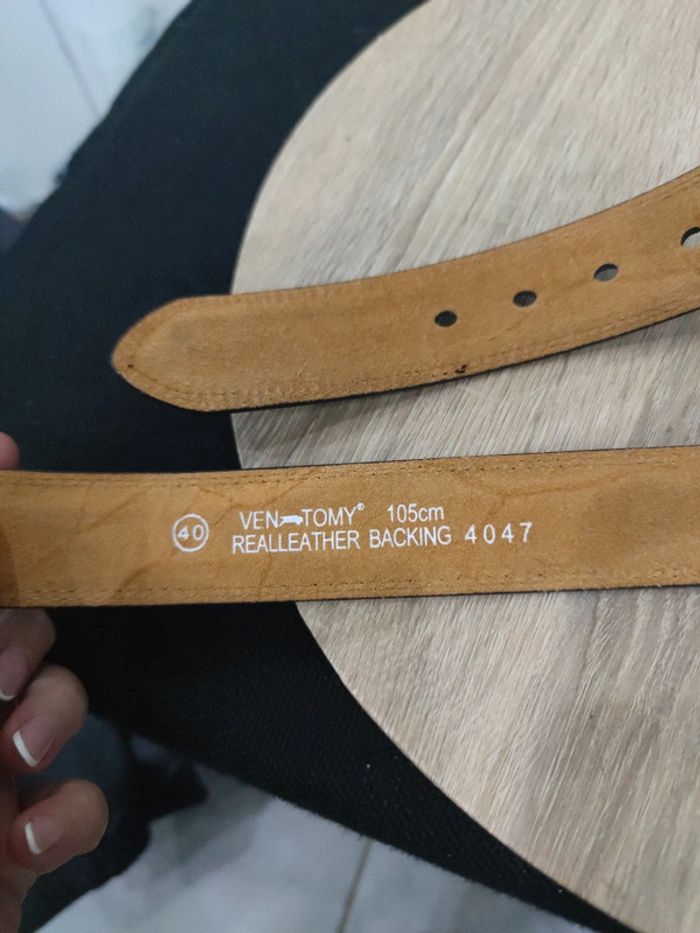 40 VEN TOMY® 105cm
REALLEATHER BACKING 4047